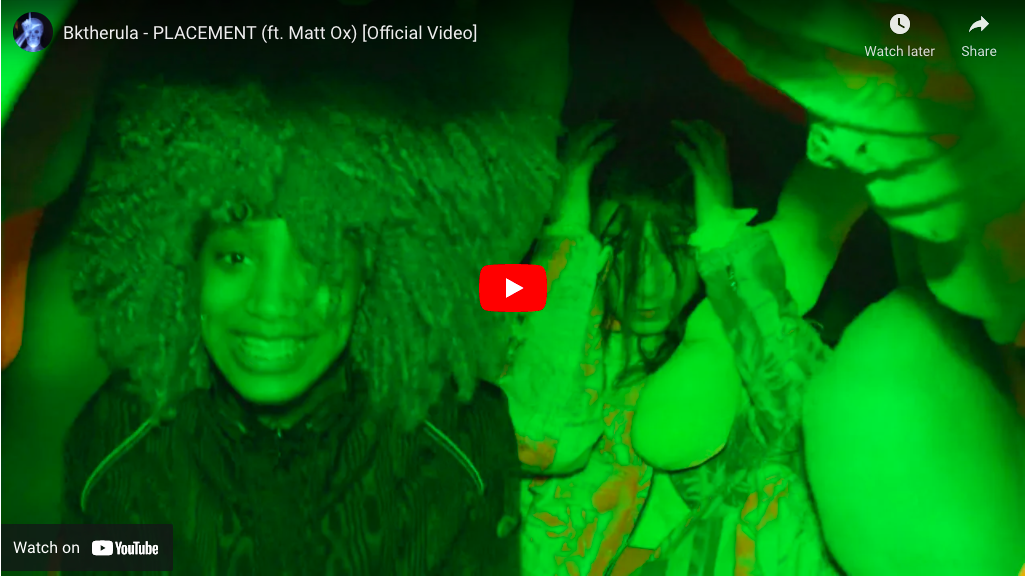 Bktherula - PLACEMENT (ft. Matt Ox) [Official Video]
Watch later
Share
Watch on YouTube